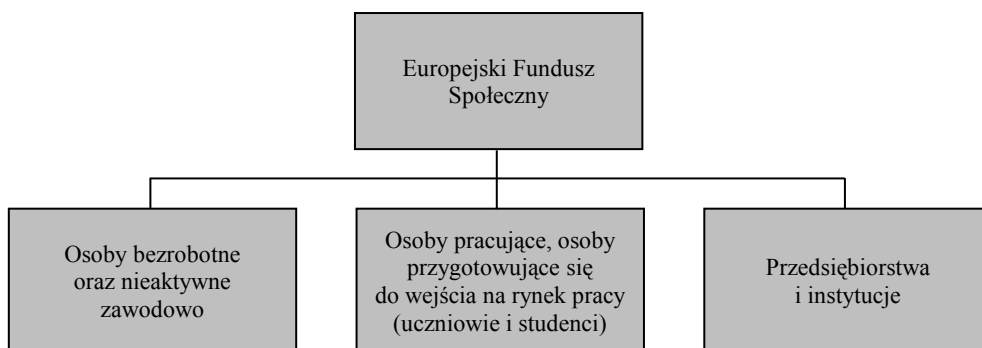 Europejski Fundusz
Społeczny
Osoby bezrobotne
oraz nieaktywne
zawodowo
Osoby pracujące, osoby
przygotowujące się
do wejścia na rynek pracy
(uczniowie i studenci)
Przedsiębiorstwa
i instytucje